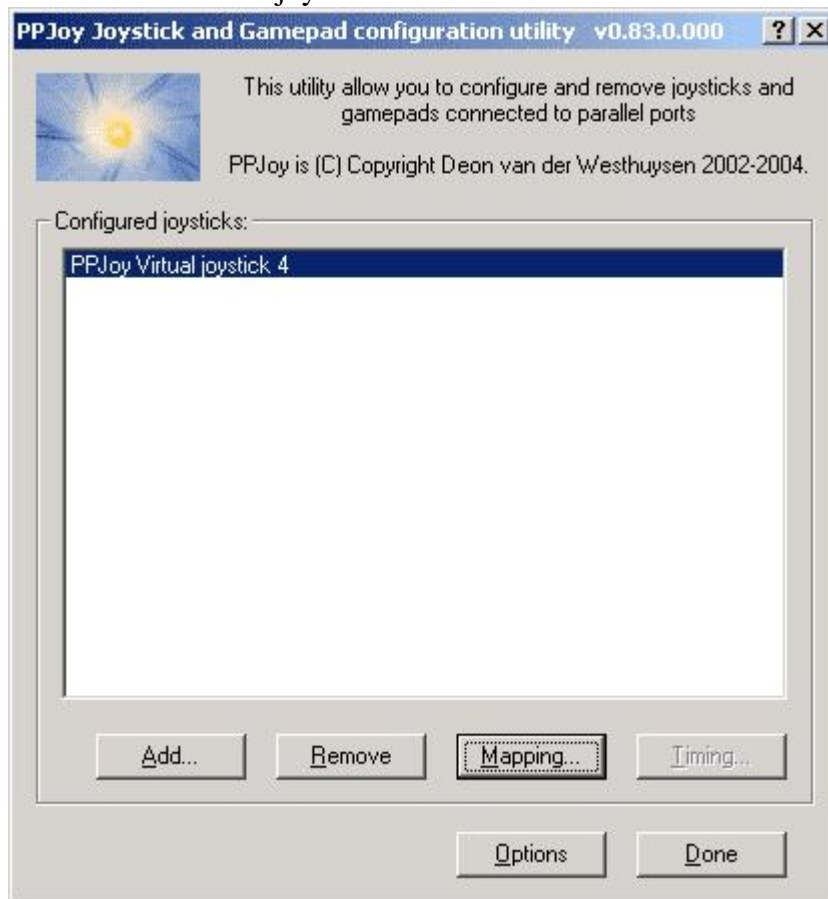 PPJoy Joystick and Gamepad configuration utility v0.83.0.000
This utility allow you to configure and remove joysticks and
gamepads connected to parallel ports
PPJoy is (C) Copyright Deon van der Westhuysen 2002-2004.
Configured joysticks:
PPJoy Virtual joystick 4
Add... Remove Mapping... Timing...
Options Done